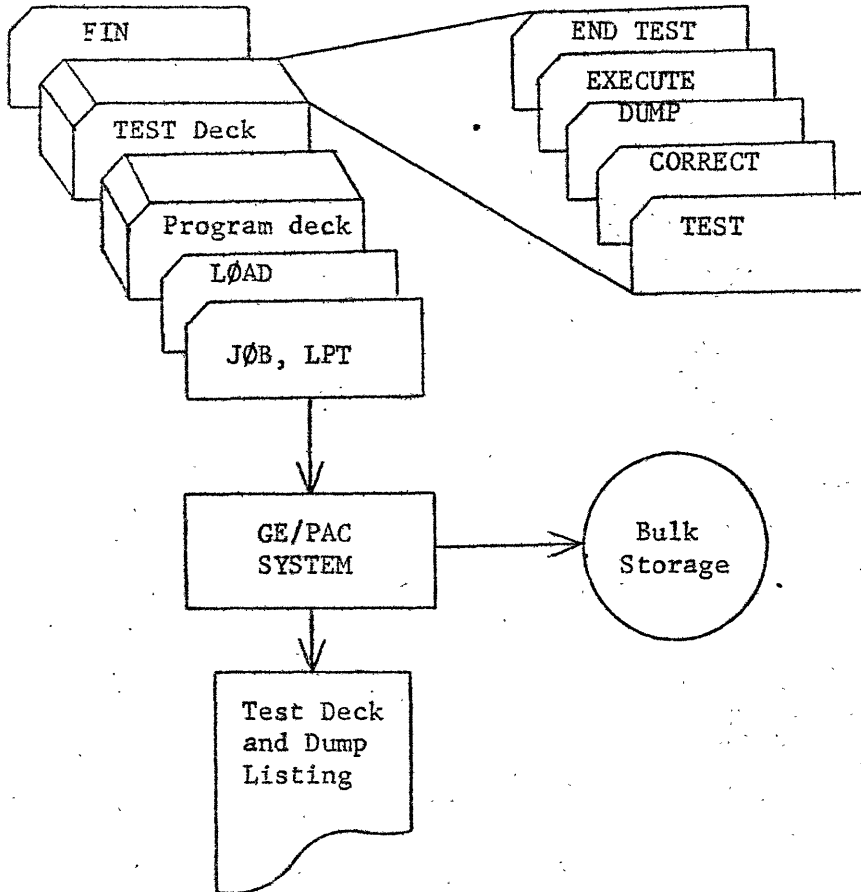 FIN
TEST Deck
Program deck
LØAD
JØB, LPT
END TEST
EXECUTE
DUMP
CORRECT
TEST
GE/PAC
SYSTEM
Bulk
Storage
Test Deck
and Dump
Listing